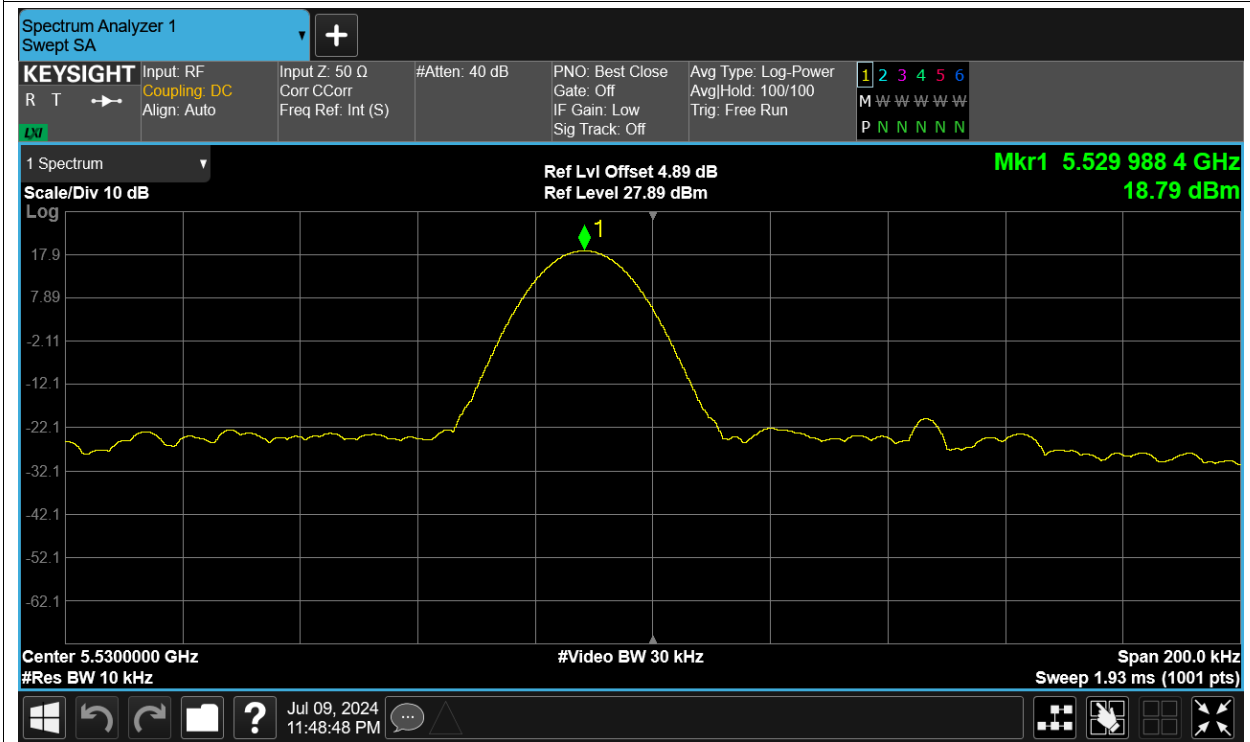 Spectrum Analyzer 1
Swept SA
+
KEYSIGHT
R T
LXI
Input: RF
Coupling: DC
Align: Auto
Input Z: 50 Ω
Corr CCorr
Freq Ref: Int (S)
#Atten: 40 dB
PNO: Best Close
Gate: Off
IF Gain: Low
Sig Track: Off
Avg Type: Log-Power
Avg|Hold: 100/100
Trig: Free Run
1 2 3 4 5 6
M W W W W W
P N N N N N
1 Spectrum
Scale/Div 10 dB
Log
Ref Lvl Offset 4.89 dB
Ref Level 27.89 dBm
Mkr1 5.529 988 4 GHz
18.79 dBm
1
17.9
7.89
-2.11
-12.1
-22.1
-32.1
-42.1
-52.1
-62.1
Center 5.5300000 GHz
#Res BW 10 kHz
#Video BW 30 kHz
Span 200.0 kHz
Sweep 1.93 ms (1001 pts)
?
Jul 09, 2024
11:48:48 PM